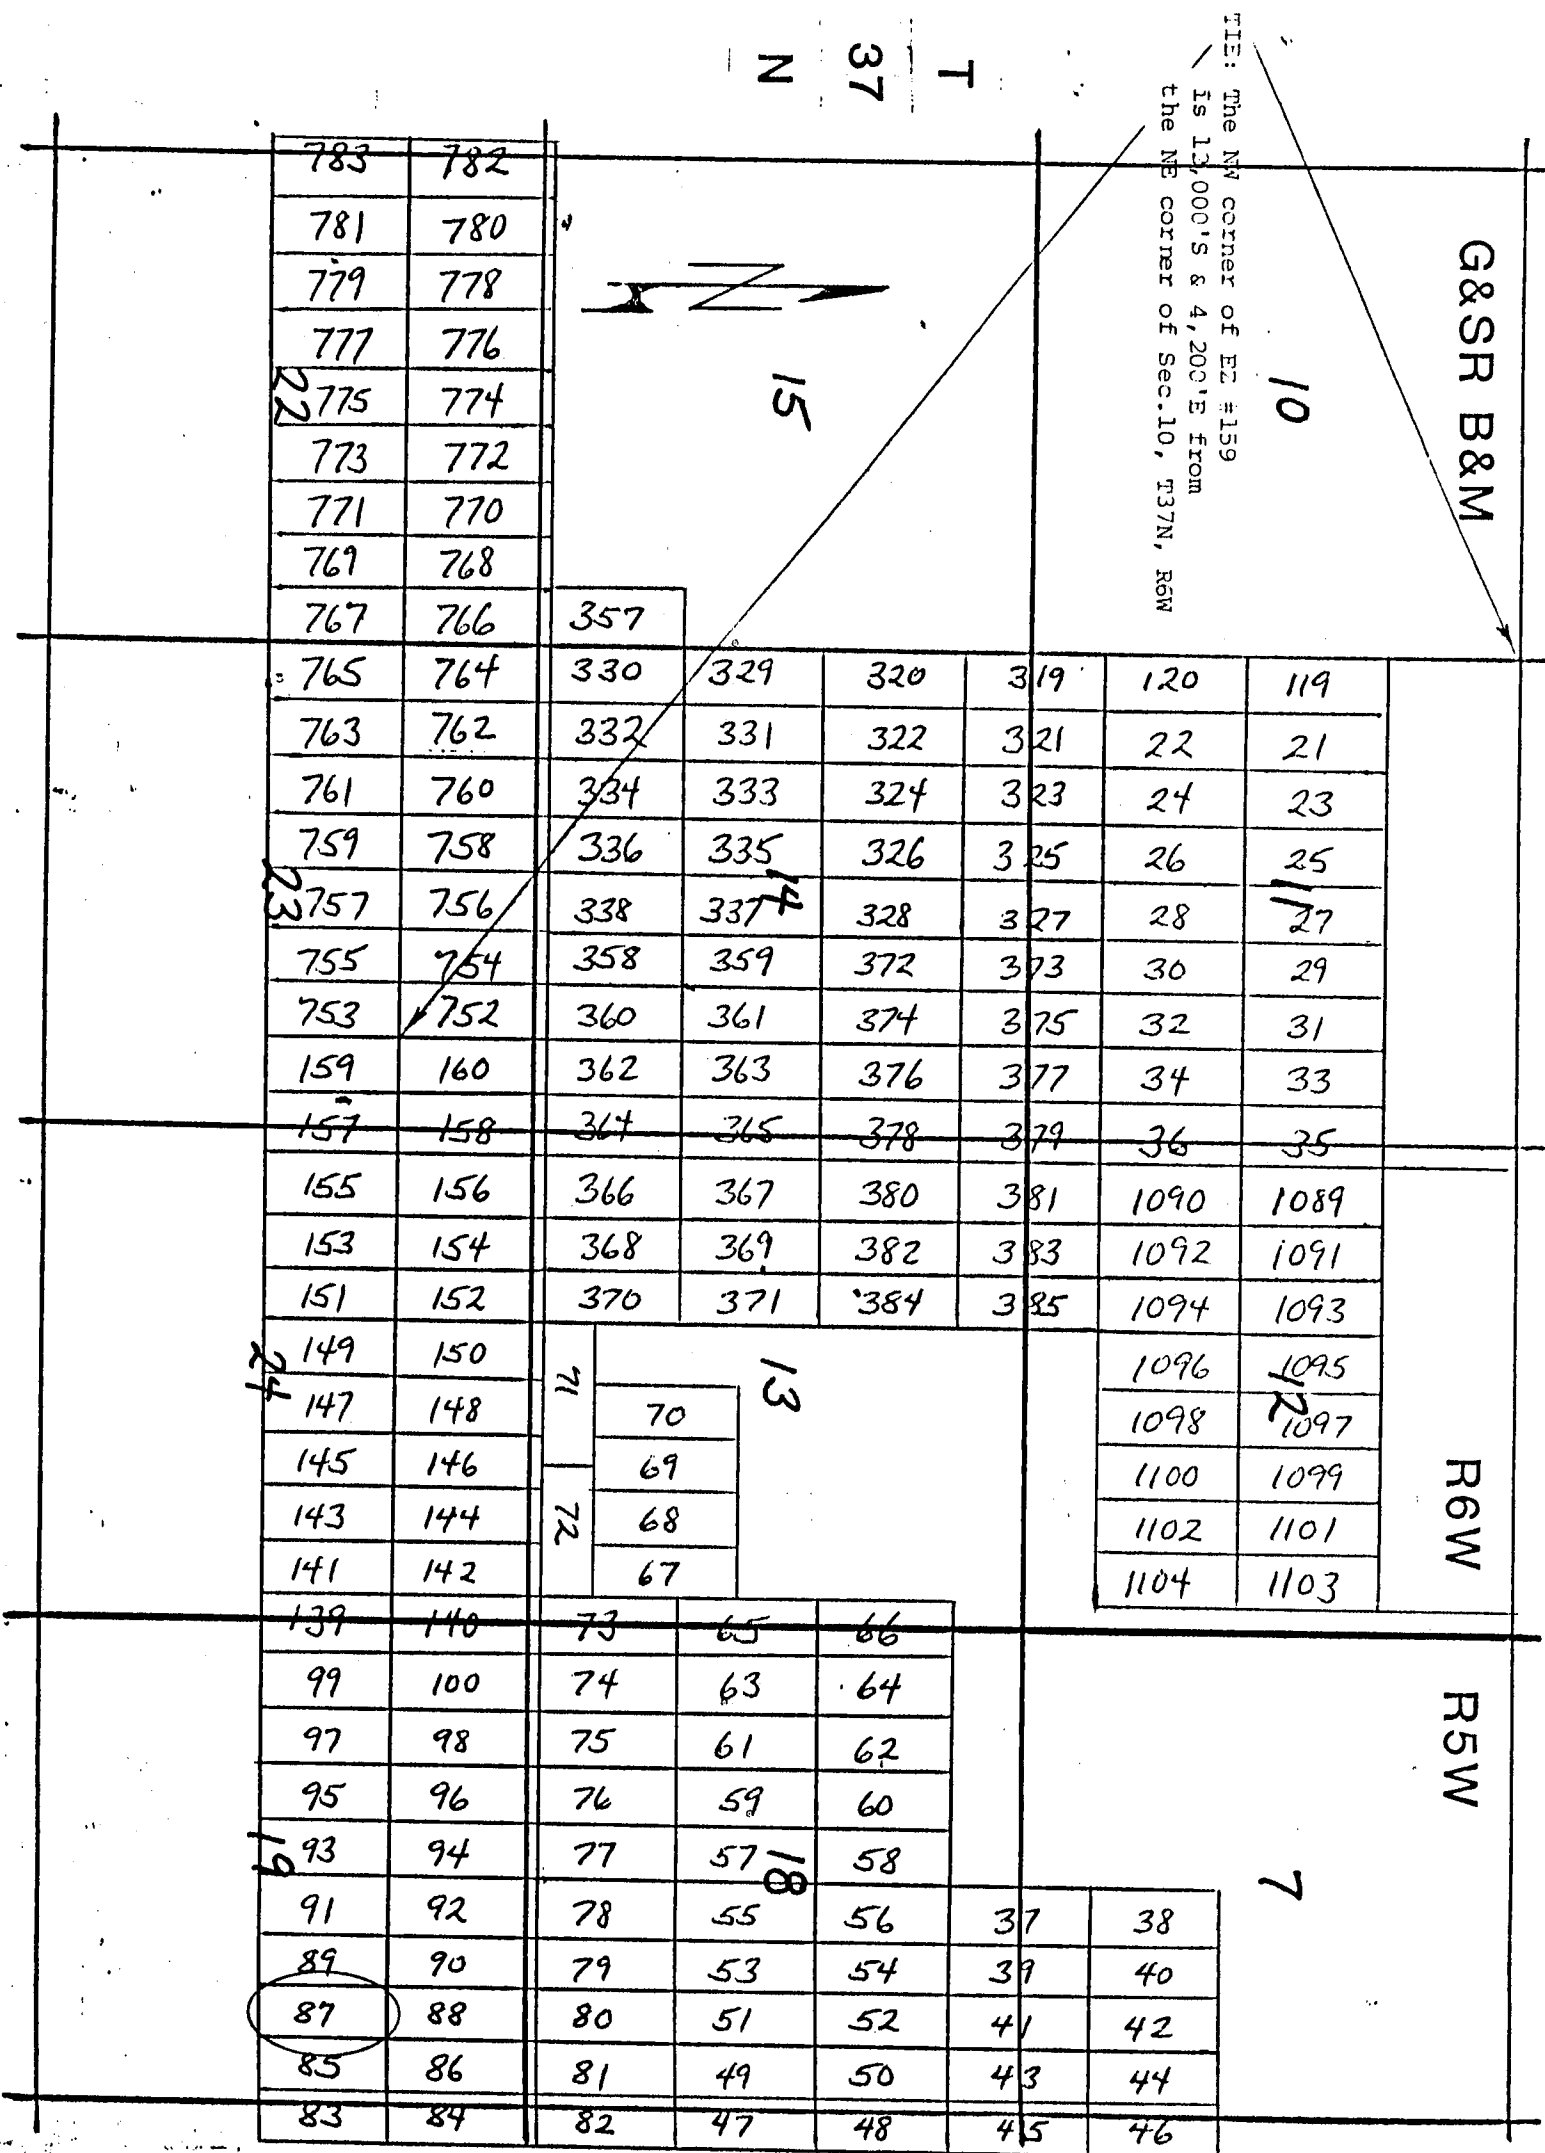 T
37
N
TIE: The NW corner of EZ #159
is 13,000'S & 4,200'E from
the NE corner of Sec.10, T37N, R6W
G&SR B&M
R6W
R5W
10
15
22
N
783 782
781 780
779 778
777 776
775 774
773 772
771 770
769 768
767 766 357
765 764 330 329 320 319 120 119
763 762 332 331 322 321 22 21
761 760 334 333 324 323 24 23
759 758 336 335 326 325 26 25
23 14 11
757 756 338 337 328 327 28 27
755 754 358 359 372 373 30 29
753 752 360 361 374 375 32 31
159 160 362 363 376 377 34 33
157 158 364 365 378 379 36 35
155 156 366 367 380 381 1090 1089
153 154 368 369 382 383 1092 1091
151 152 370 371 384 385 1094 1093
149 150 71 1096 1095
24 13 12
147 148 70 1098 1097
145 146 69 1100 1099
143 144 72 68 1102 1101
141 142 67 1104 1103
139 140 73 65 66
99 100 74 63 64
97 98 75 61 62
95 96 76 59 60
93 94 77 57 58
19 18 7
91 92 78 55 56 37 38
89 90 79 53 54 39 40
87 88 80 51 52 41 42
85 86 81 49 50 43 44
83 84 82 47 48 45 46